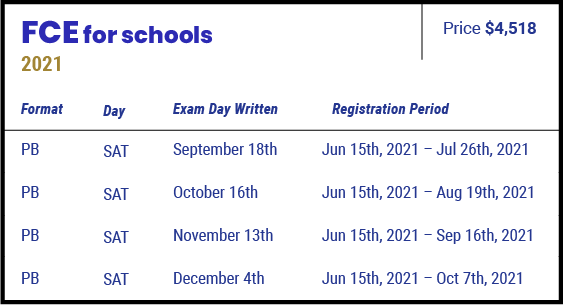 FCE for schools
Price $4,518
2021
Format Day Exam Day Written Registration Period
PB SAT September 18th Jun 15th, 2021 – Jul 26th, 2021
PB SAT October 16th Jun 15th, 2021 – Aug 19th, 2021
PB SAT November 13th Jun 15th, 2021 – Sep 16th, 2021
PB SAT December 4th Jun 15th, 2021 – Oct 7th, 2021